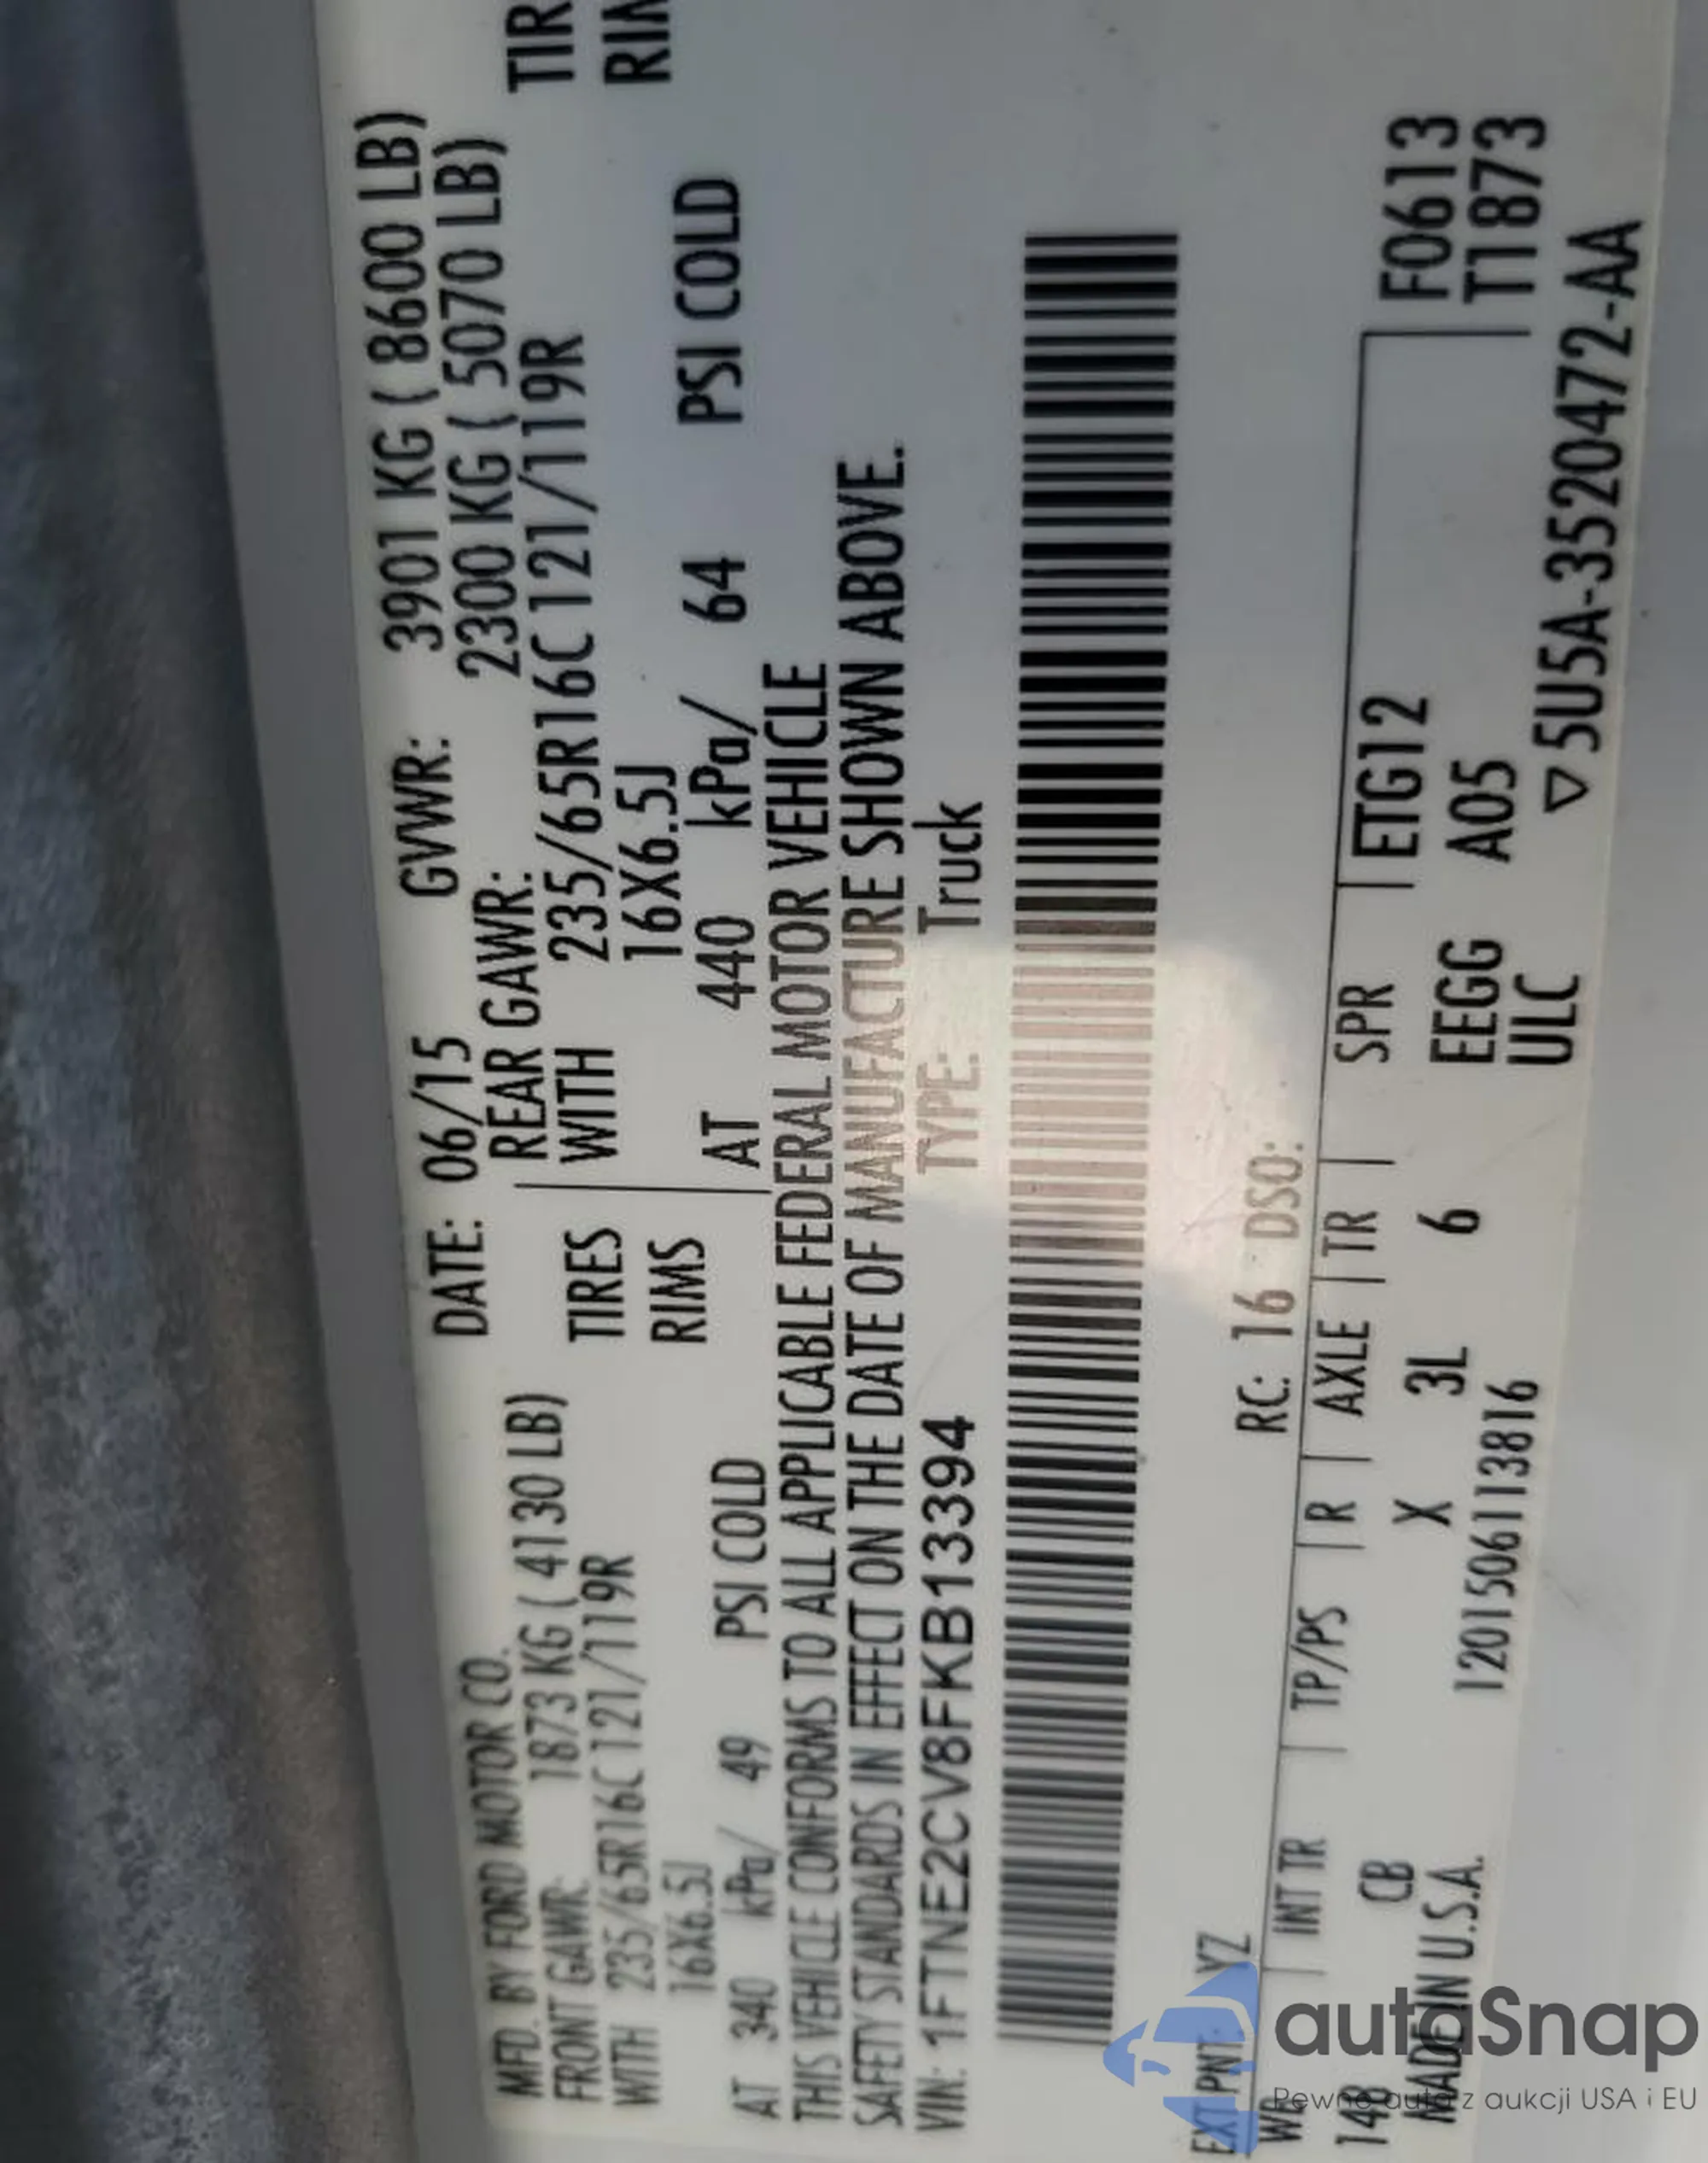 MFD. BY FORD MOTOR CO. DATE: 06/15 GVWR: 3901 KG ( 8600 LB)
FRONT GAWR: 1873 KG ( 4130 LB) REAR GAWR: 2300 KG ( 5070 LB)
WITH 235/65R16C 121/119R TIRES WITH 235/65R16C 121/119R TIR
16X6.5J RIMS 16X6.5J RIM
AT 340 kPa/ 49 PSI COLD AT 440 kPa/ 64 PSI COLD
THIS VEHICLE CONFORMS TO ALL APPLICABLE FEDERAL MOTOR VEHICLE
SAFETY STANDARDS IN EFFECT ON THE DATE OF MANUFACTURE SHOWN ABOVE.
VIN: 1FTNE2CV8FKB13394 TYPE: Truck
EXT PNT: YZ RC: 16 DSO:
WB INT TR TP/PS R AXLE TR SPR ETG12 F0613
148 CB X 3L 6 EEGG A05 T1873
MADE IN U.S.A. 1201506113816 ULC
▽5U5A-3520472-AA
autoSnap
Pewne auta z aukcji USA i EU